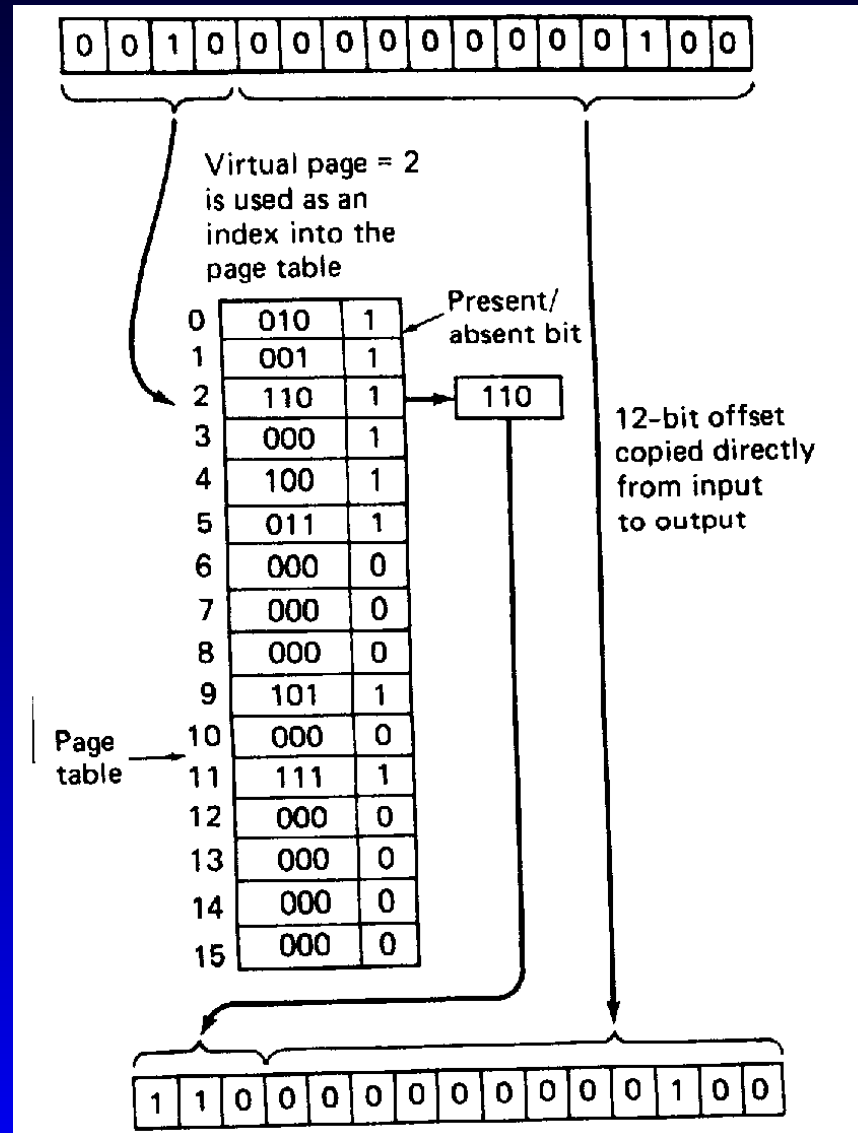 0 0 1 0 0 0 0 0 0 0 0 0 0 1 0 0
Virtual page = 2
is used as an
index into the
page table
Present/
absent bit
0 010 1
1 001 1
2 110 1 110
3 000 1
4 100 1
5 011 1
6 000 0
7 000 0
8 000 0
9 101 1
10 000 0
11 111 1
12 000 0
13 000 0
14 000 0
15 000 0
12-bit offset
copied directly
from input
to output
Page
table
1 1 0 0 0 0 0 0 0 0 0 0 1 0 0